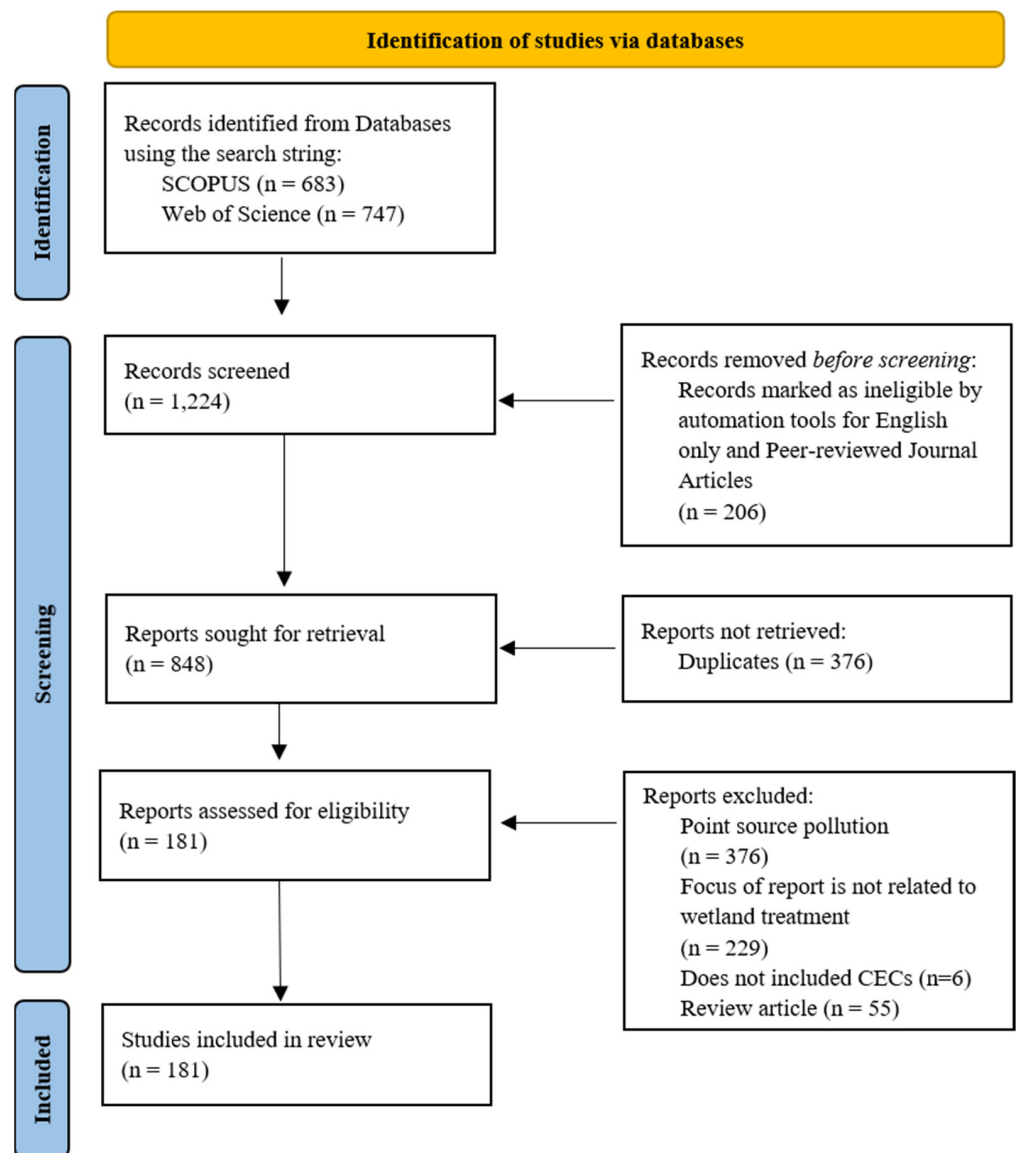 Identification of studies via databases
Identification
Records identified from Databases
using the search string:
SCOPUS (n = 683)
Web of Science (n = 747)
Screening
Records screened
(n = 1,224)
Records removed before screening:
Records marked as ineligible by
automation tools for English
only and Peer-reviewed Journal
Articles
(n = 206)
Reports sought for retrieval
(n = 848)
Reports not retrieved:
Duplicates (n = 376)
Reports assessed for eligibility
(n = 181)
Reports excluded:
Point source pollution
(n = 376)
Focus of report is not related to
wetland treatment
(n = 229)
Does not included CECs (n=6)
Review article (n = 55)
Included
Studies included in review
(n = 181)